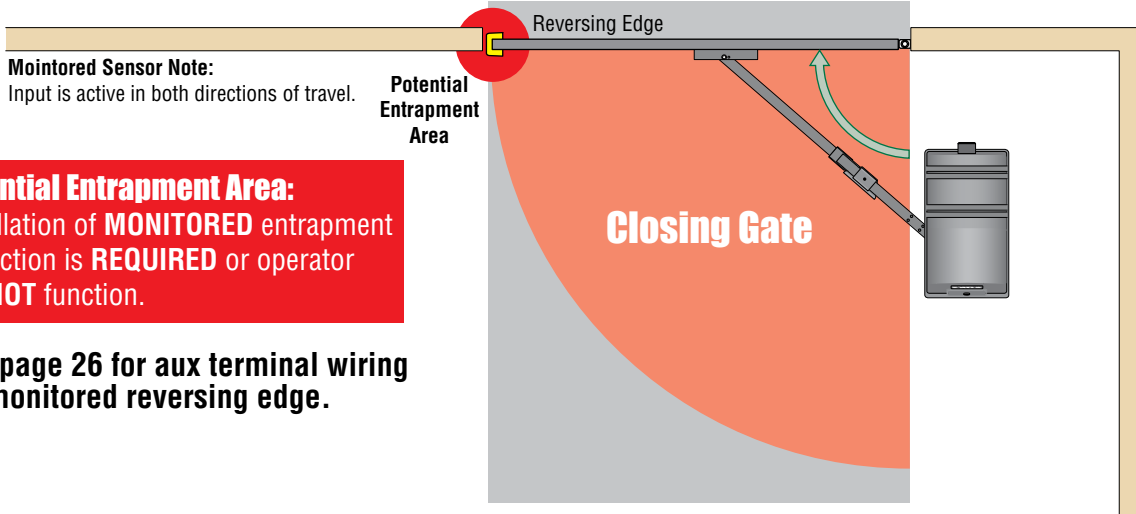 Reversing Edge
Mointored Sensor Note:
Input is active in both directions of travel.
Potential
Entrapment
Area
ntial Entrapment Area:
llation of MONITORED entrapment
ction is REQUIRED or operator
NOT function.
Closing Gate
page 26 for aux terminal wiring
monitored reversing edge.